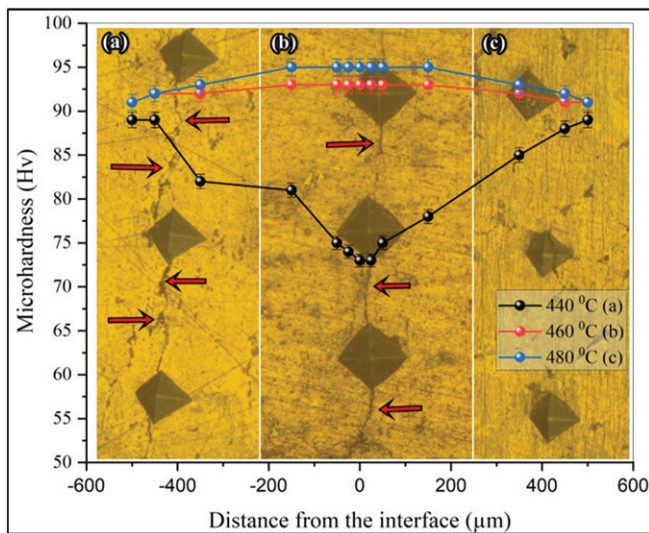 (a)
(b)
(c)
100
95
90
85
80
75
70
65
60
55
50
Microhardness (Hv)
440 ⁰C (a)
460 ⁰C (b)
480 ⁰C (c)
-600
-400
-200
0
200
400
600
Distance from the interface (µm)